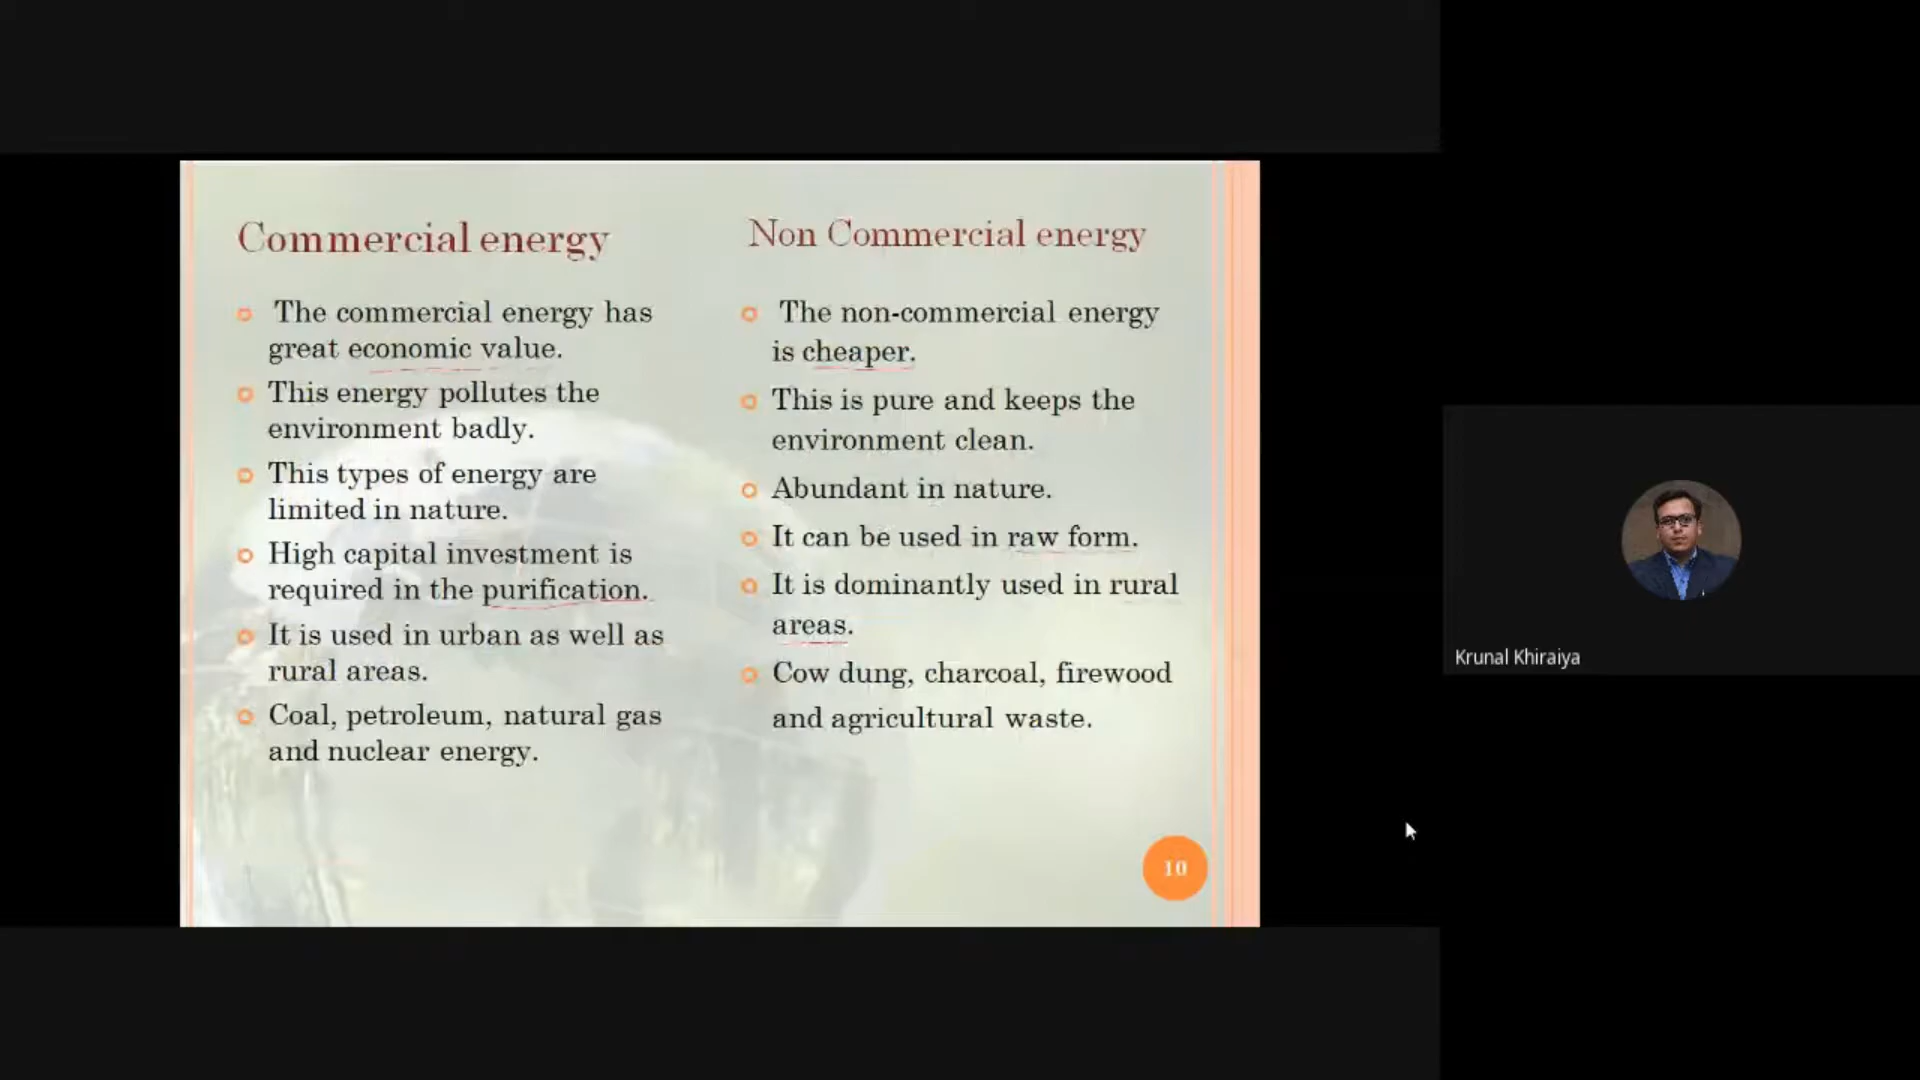 Commercial energy
The commercial energy has
great economic value.
This energy pollutes the
environment badly.
This types of energy are
limited in nature.
High capital investment is
required in the purification.
It is used in urban as well as
rural areas.
Coal, petroleum, natural gas
and nuclear energy.
Non Commercial energy
The non-commercial energy
is cheaper.
This is pure and keeps the
environment clean.
Abundant in nature.
It can be used in raw form.
It is dominantly used in rural
areas.
Cow dung, charcoal, firewood
and agricultural waste.
10
Krunal Khiraiya